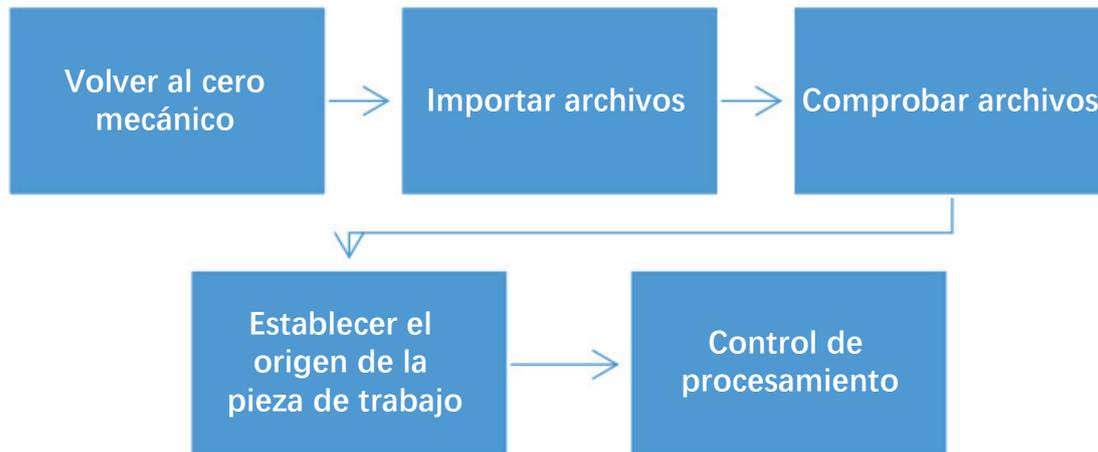 Volver al cero
mecánico
Importar archivos
Comprobar archivos
Establecer el
origen de la
pieza de trabajo
Control de
procesamiento